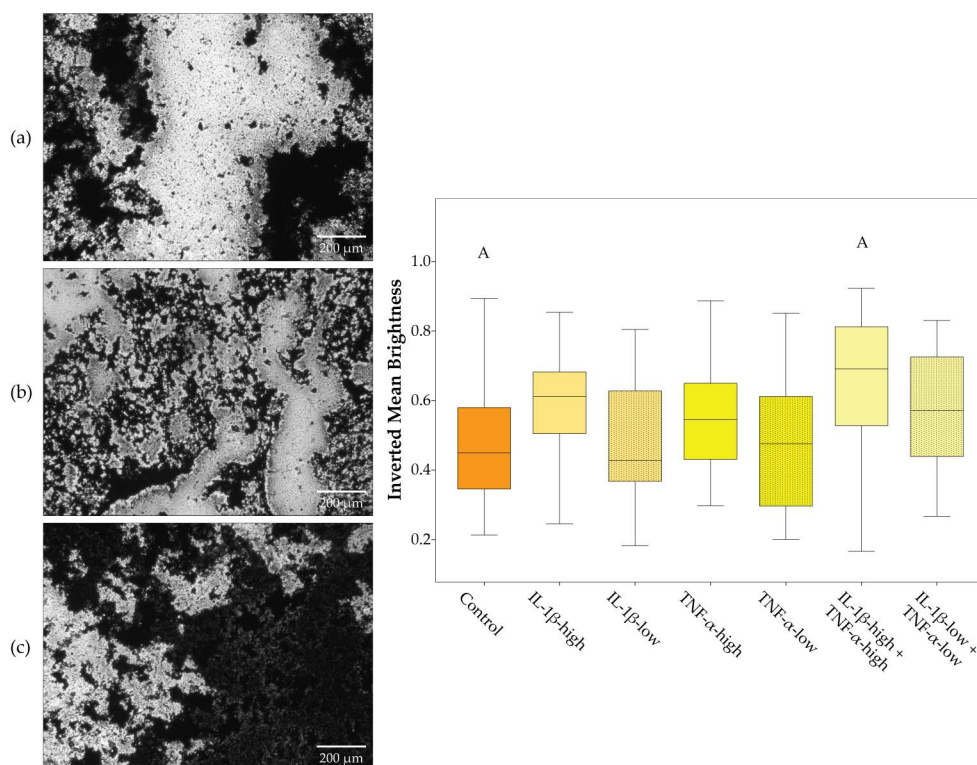 (a)
200 µm
(b)
200 µm
(c)
200 µm
Inverted Mean Brightness
1.0
0.8
0.6
0.4
0.2
A
A
Control
IL-1β-high
IL-1β-low
TNF-α-high
TNF-α-low
IL-1β-high +
TNF-α-high
IL-1β-low +
TNF-α-low